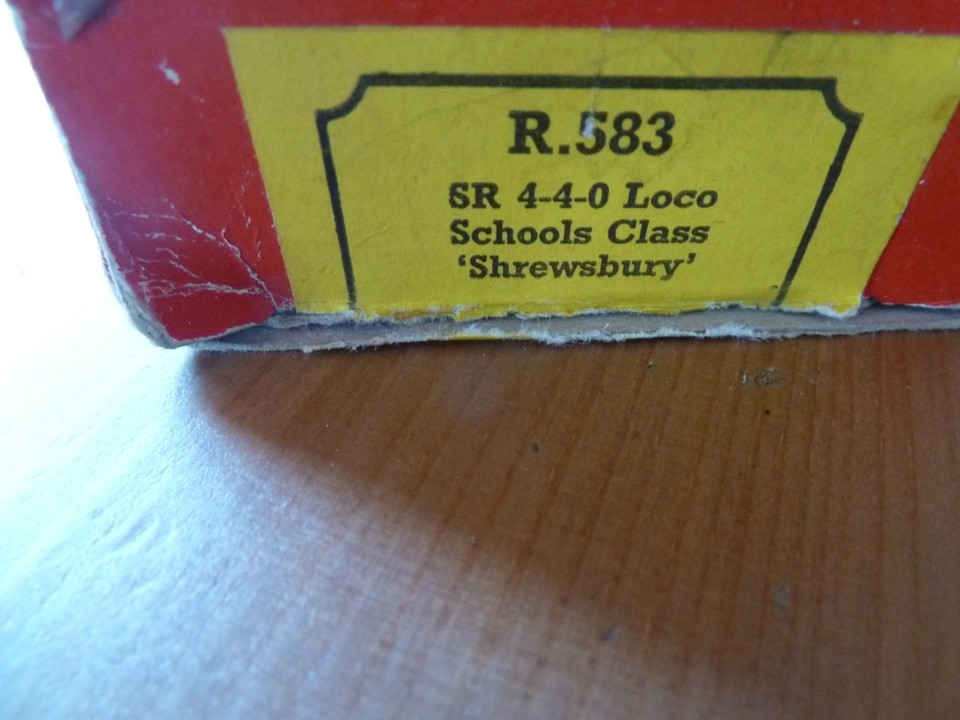 R.583
SR 4-4-0 Loco
Schools Class
‘Shrewsbury’